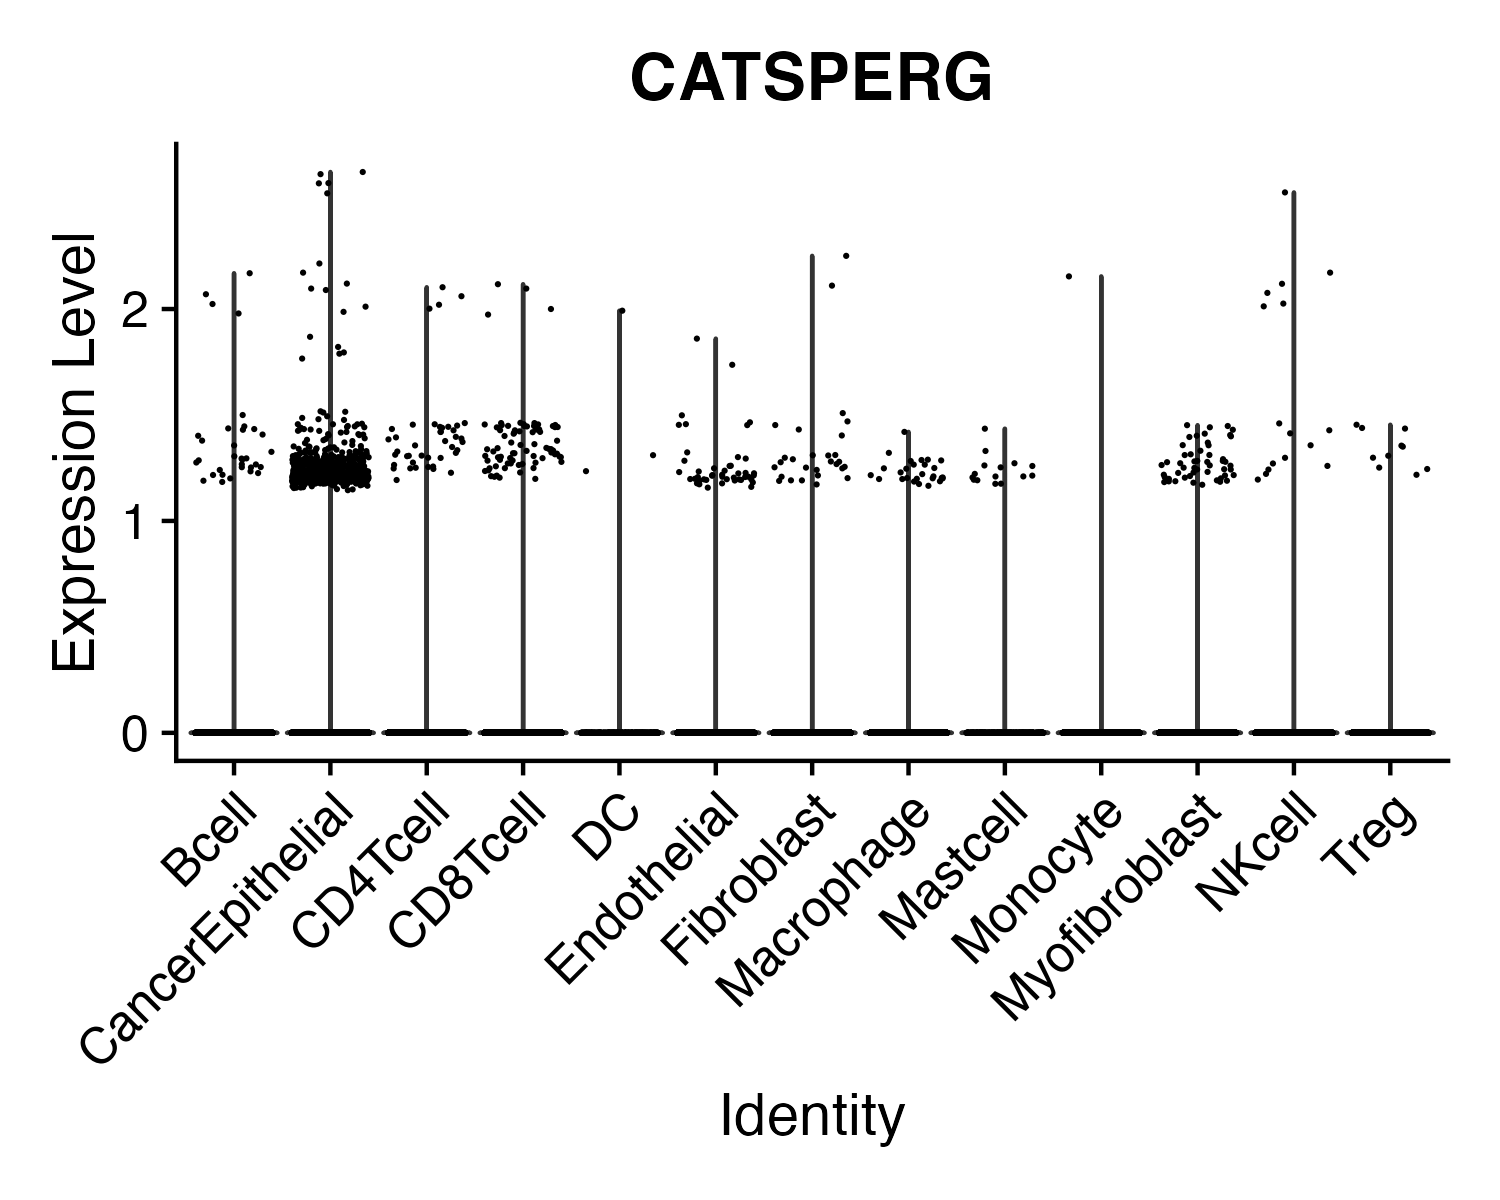 CATSPERG
Expression Level
2
1
0
Bcell
CancerEpithelial
CD4Tcell
CD8Tcell
DC
Endothelial
Fibroblast
Macrophage
Mastcell
Monocyte
Myofibroblast
NKcell
Treg
Identity